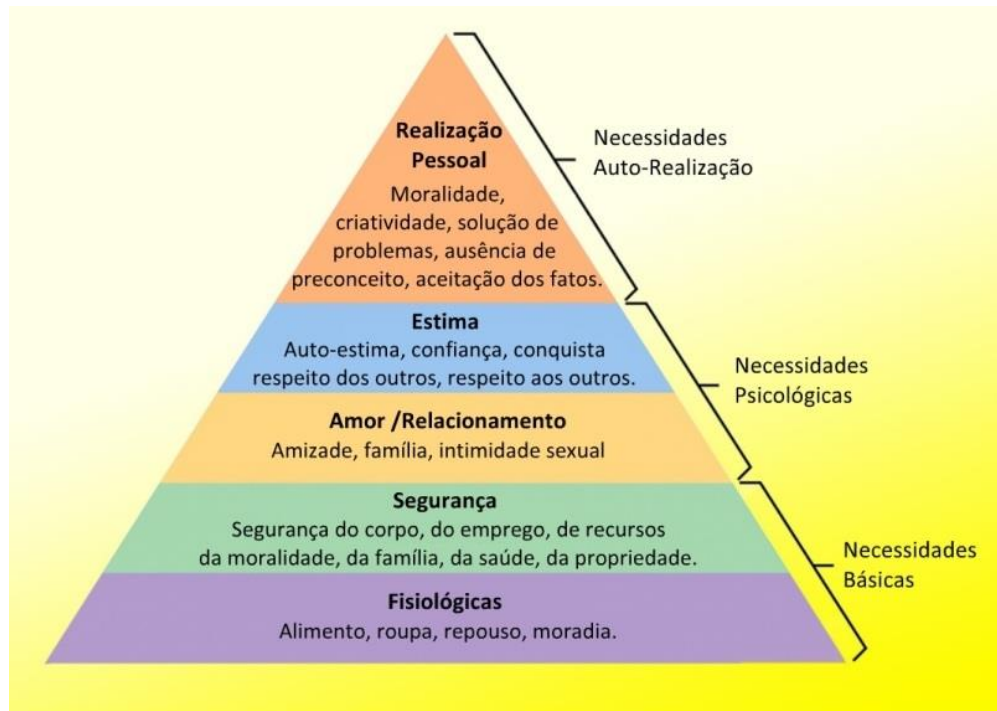 Realização
Pessoal
Moralidade,
criatividade, solução de
problemas, ausência de
preconceito, aceitação dos fatos.
Necessidades
Auto-Realização
Estima
Auto-estima, confiança, conquista
respeito dos outros, respeito aos outros.
Amor /Relacionamento
Amizade, família, intimidade sexual
Necessidades
Psicológicas
Segurança
Segurança do corpo, do emprego, de recursos
da moralidade, da família, da saúde, da propriedade.
Fisiológicas
Alimento, roupa, repouso, moradia.
Necessidades
Básicas